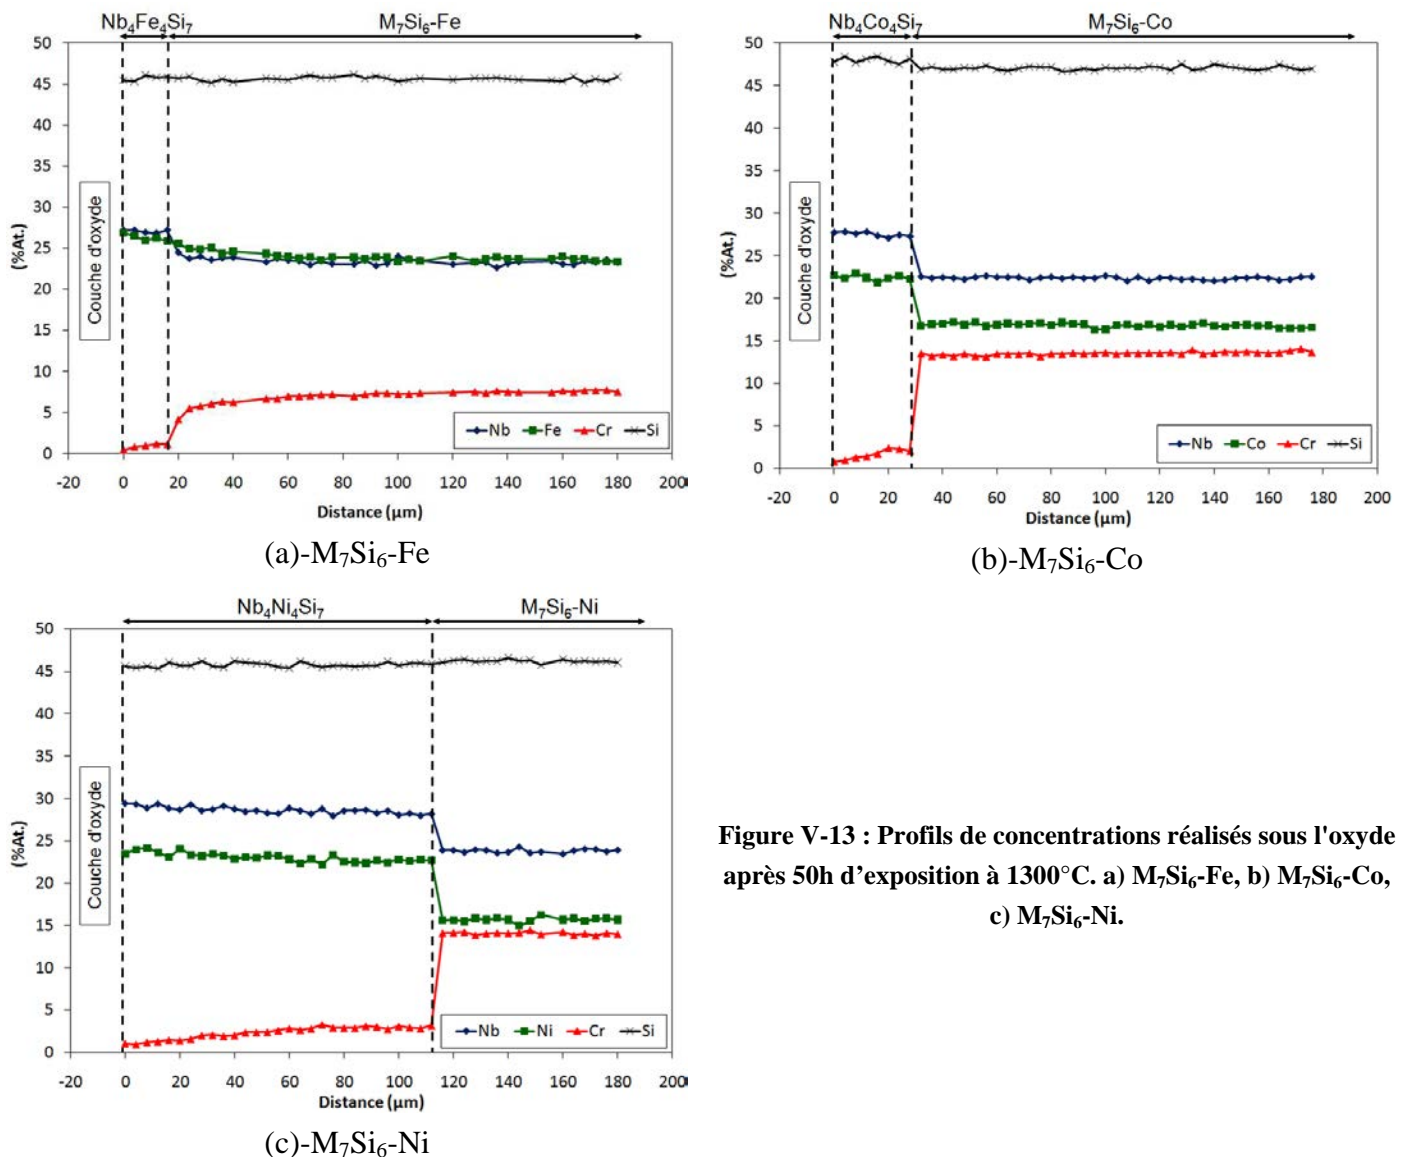 Nb₄Fe₄Si₇ M₇Si₆-Fe
50
45
40
35
30
25
20
15
10
5
0
(%At.)
Couche d'oxyde
Nb Fe Cr Si
-20 0 20 40 60 80 100 120 140 160 180 200
Distance (µm)
(a)-M₇Si₆-Fe
Nb₄Co₄Si₇ M₇Si₆-Co
50
45
40
35
30
25
20
15
10
5
0
(%At.)
Couche d'oxyde
Nb Co Cr Si
-20 0 20 40 60 80 100 120 140 160 180 200
Distance (µm)
(b)-M₇Si₆-Co
Nb₄Ni₄Si₇ M₇Si₆-Ni
50
45
40
35
30
25
20
15
10
5
0
(%At.)
Couche d'oxyde
Nb Ni Cr Si
-20 0 20 40 60 80 100 120 140 160 180 200
Distance (µm)
(c)-M₇Si₆-Ni
Figure V-13 : Profils de concentrations réalisés sous l'oxyde
après 50h d’exposition à 1300°C. a) M₇Si₆-Fe, b) M₇Si₆-Co,
c) M₇Si₆-Ni.